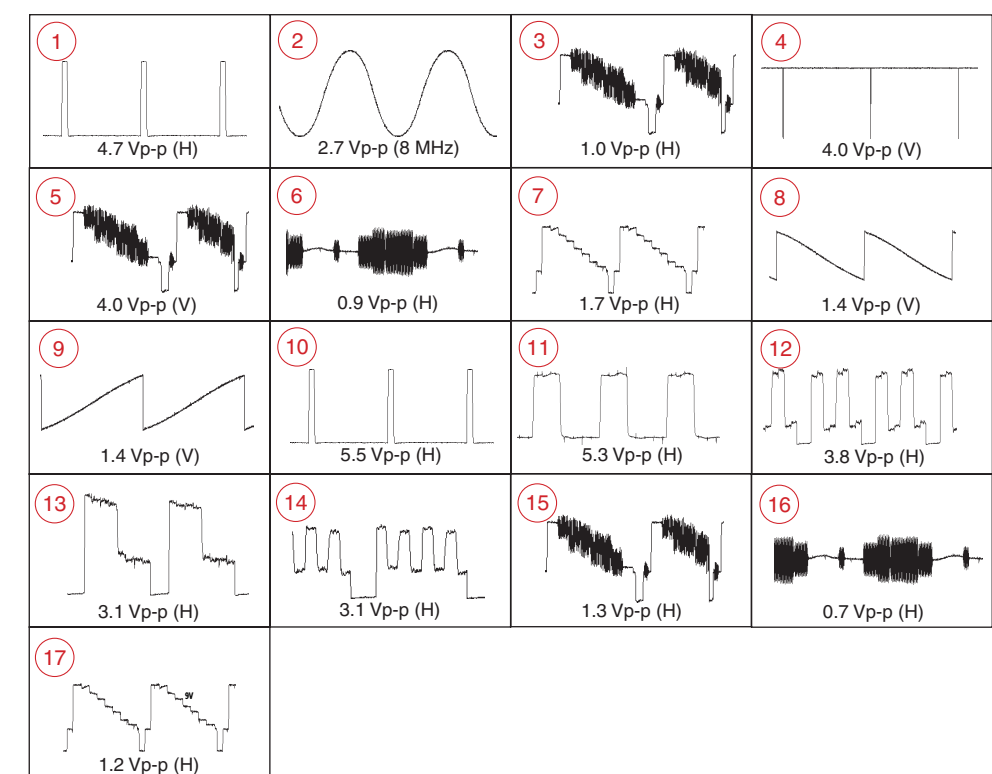 1
4.7 Vp-p (H)
2
2.7 Vp-p (8 MHz)
3
1.0 Vp-p (H)
4
4.0 Vp-p (V)
5
4.0 Vp-p (V)
6
0.9 Vp-p (H)
7
1.7 Vp-p (H)
8
1.4 Vp-p (V)
9
1.4 Vp-p (V)
10
5.5 Vp-p (H)
11
5.3 Vp-p (H)
12
3.8 Vp-p (H)
13
3.1 Vp-p (H)
14
3.1 Vp-p (H)
15
1.3 Vp-p (H)
16
0.7 Vp-p (H)
17
9V
1.2 Vp-p (H)